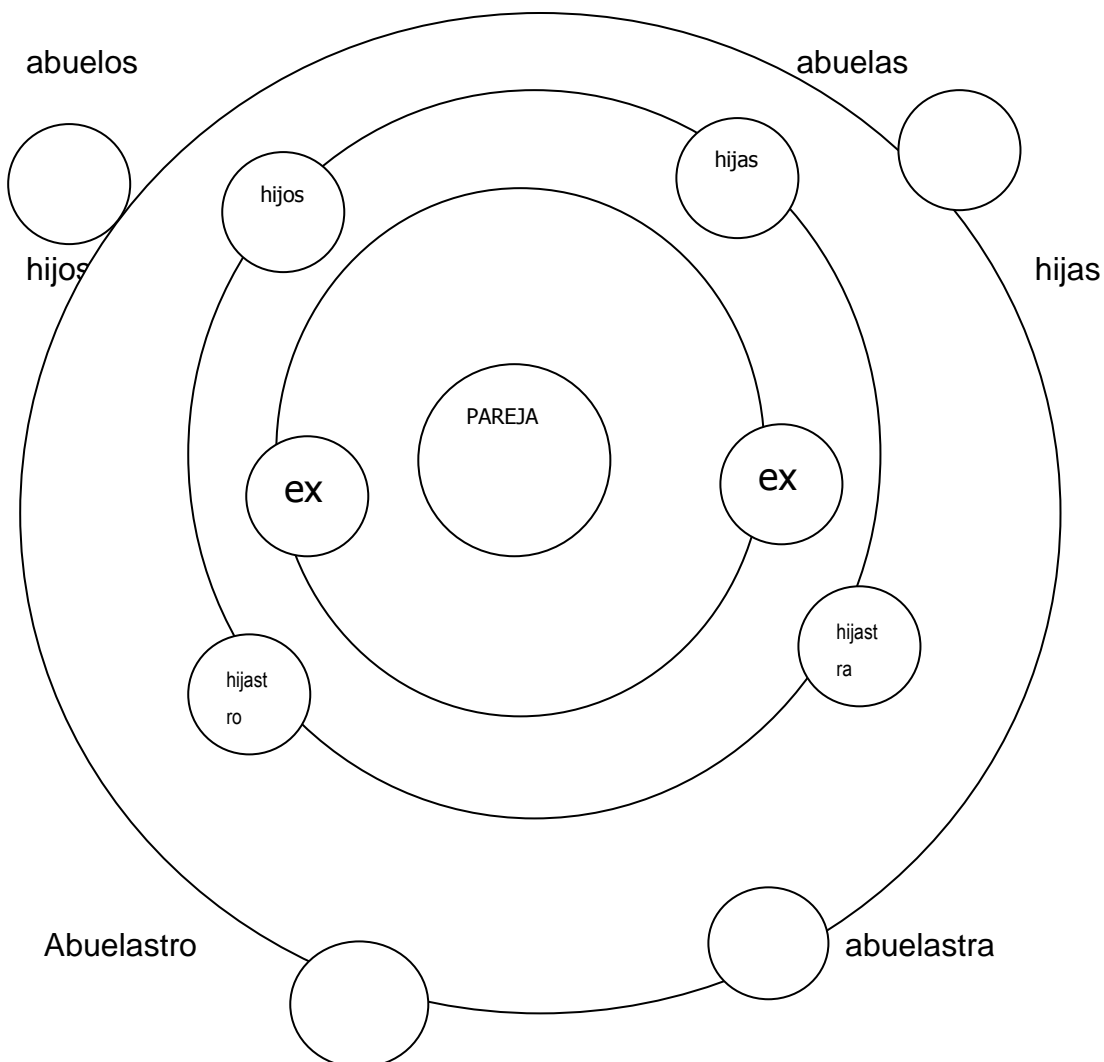 abuelos
abuelas
hijas
hijos
hijos
hijas
PAREJA
ex
ex
hijast
ra
hijast
ro
Abuelastro
abuelastra